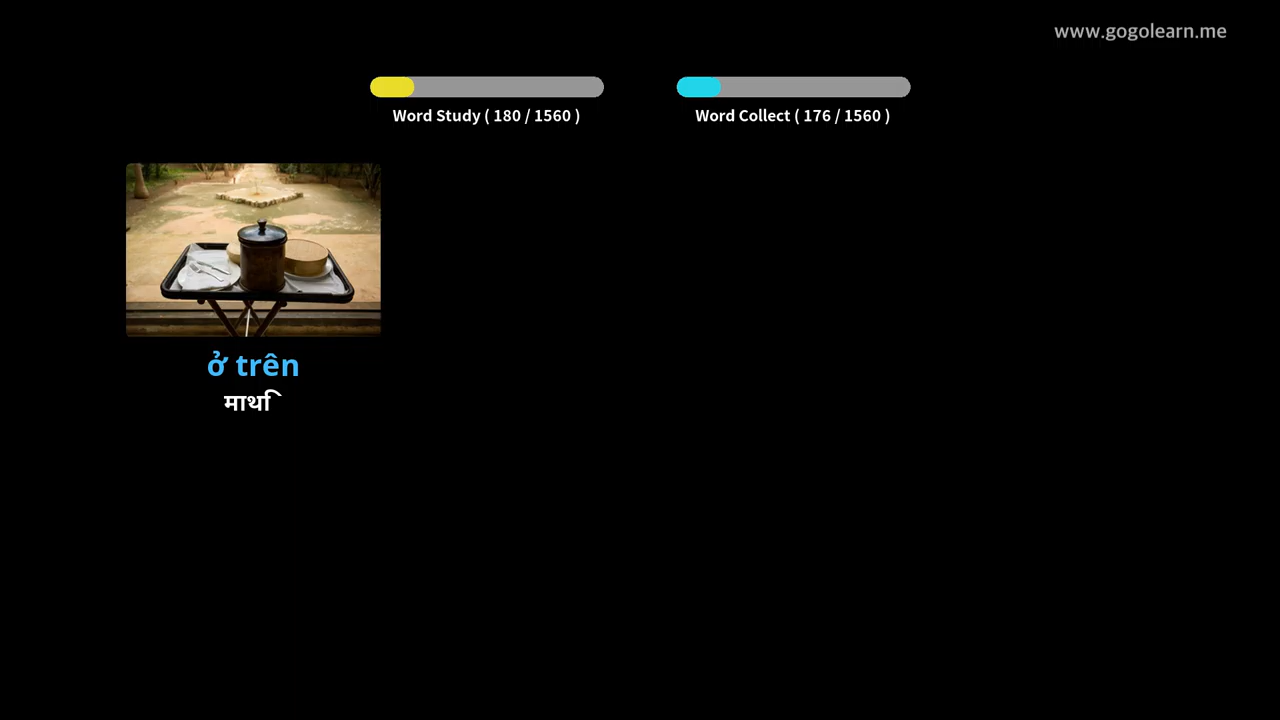 www.gogolearn.me
Word Study ( 180 / 1560 )
Word Collect ( 176 / 1560 )
ở trên
माथि